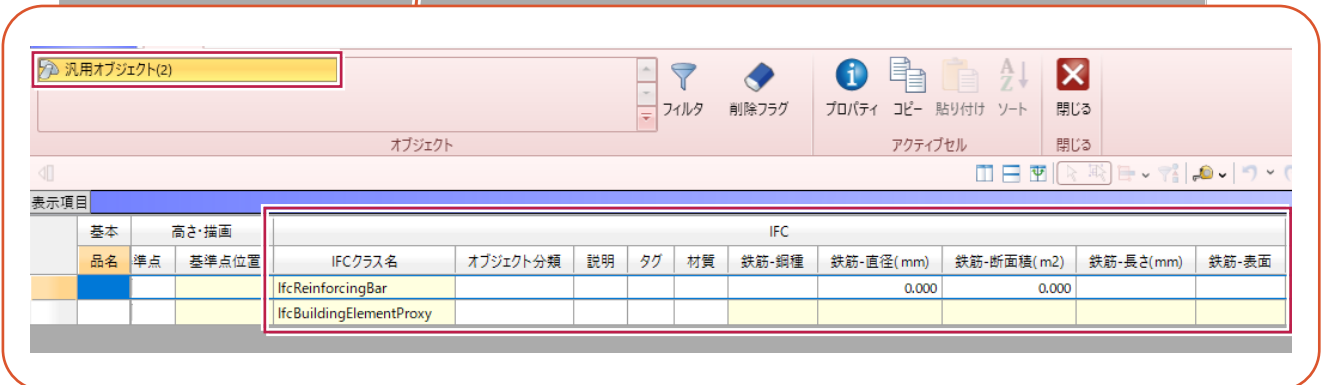 汎用オブジェクト(2)
フィルタ 削除フラグ プロパティ コピー 貼り付け ソート 閉じる
オブジェクト アクティブセル 閉じる
表示項目
基本 高さ・描画 IFC
品名 準点 基準点位置 IFCクラス名 オブジェクト分類 説明 タグ 材質 鉄筋-鋼種 鉄筋-直径(mm) 鉄筋-断面積(m2) 鉄筋-長さ(mm) 鉄筋-表面
IfcReinforcingBar 0.000 0.000
IfcBuildingElementProxy